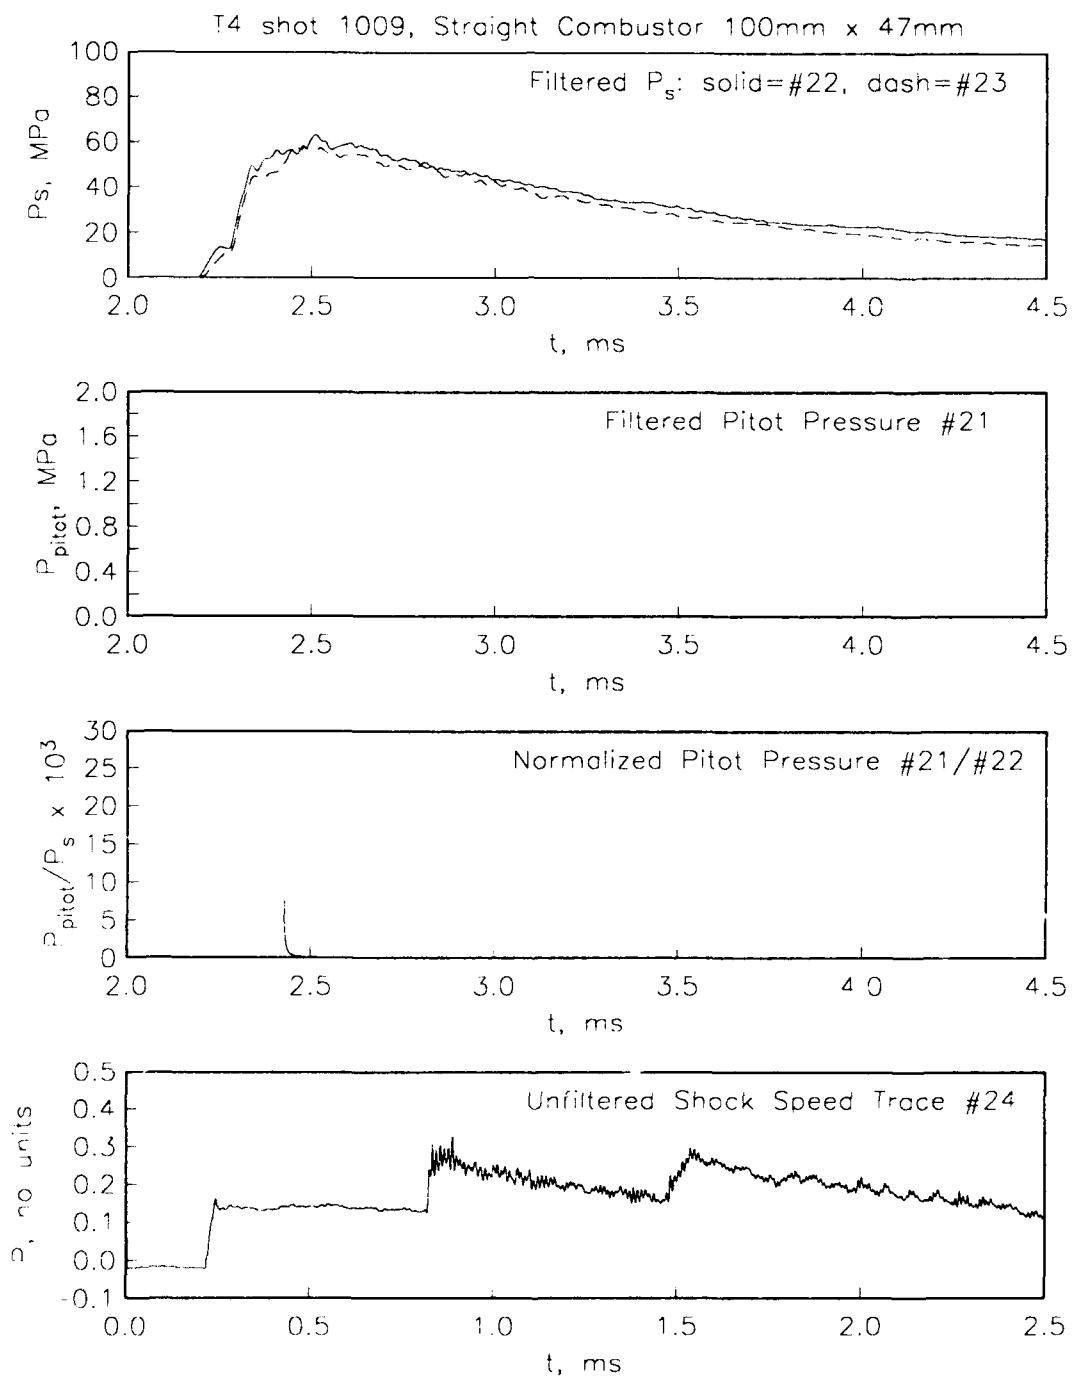 T4 shot 1009, Straight Combustor 100mm x 47mm
Filtered Ps: solid=#22, dash=#23
Ps, MPa
100
80
60
40
20
0
2.0 2.5 3.0 3.5 4.0 4.5
t, ms
Filtered Pitot Pressure #21
Ppitot, MPa
2.0
1.6
1.2
0.8
0.4
0.0
2.0 2.5 3.0 3.5 4.0 4.5
t, ms
Normalized Pitot Pressure #21/#22
Ppitot/Ps x 10³
30
25
20
15
10
5
0
2.0 2.5 3.0 3.5 4.0 4.5
t, ms
Unfiltered Shock Speed Trace #24
P, no units
0.5
0.4
0.3
0.2
0.1
0.0
-0.1
0.0 0.5 1.0 1.5 2.0 2.5
t, ms